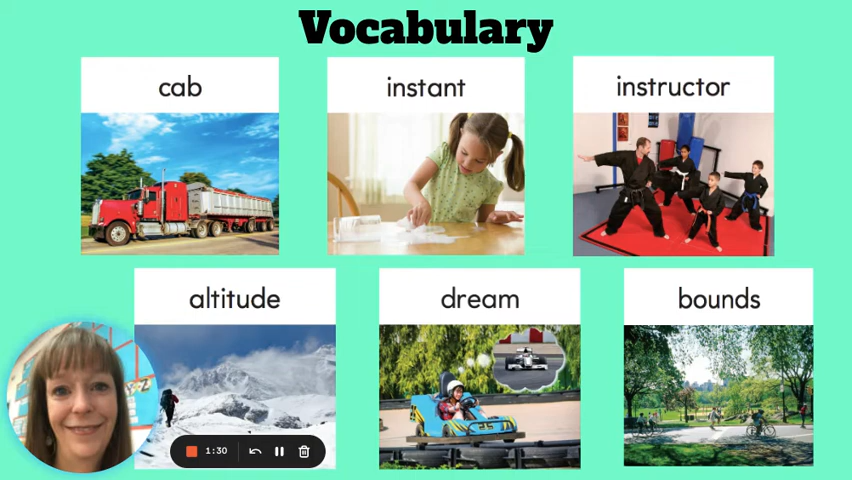 Vocabulary
cab
instant
instructor
altitude
dream
bounds
1:30